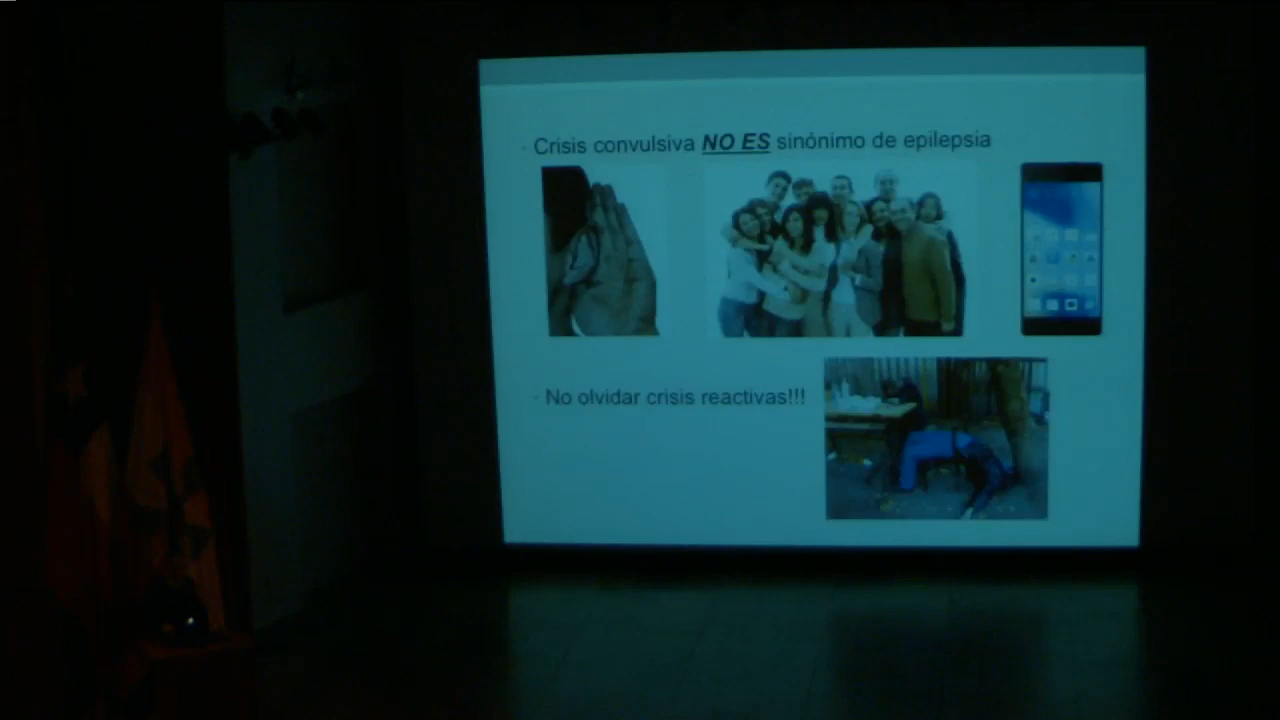 Crisis convulsiva NO ES sinónimo de epilepsia
No olvidar crisis reactivas!!!